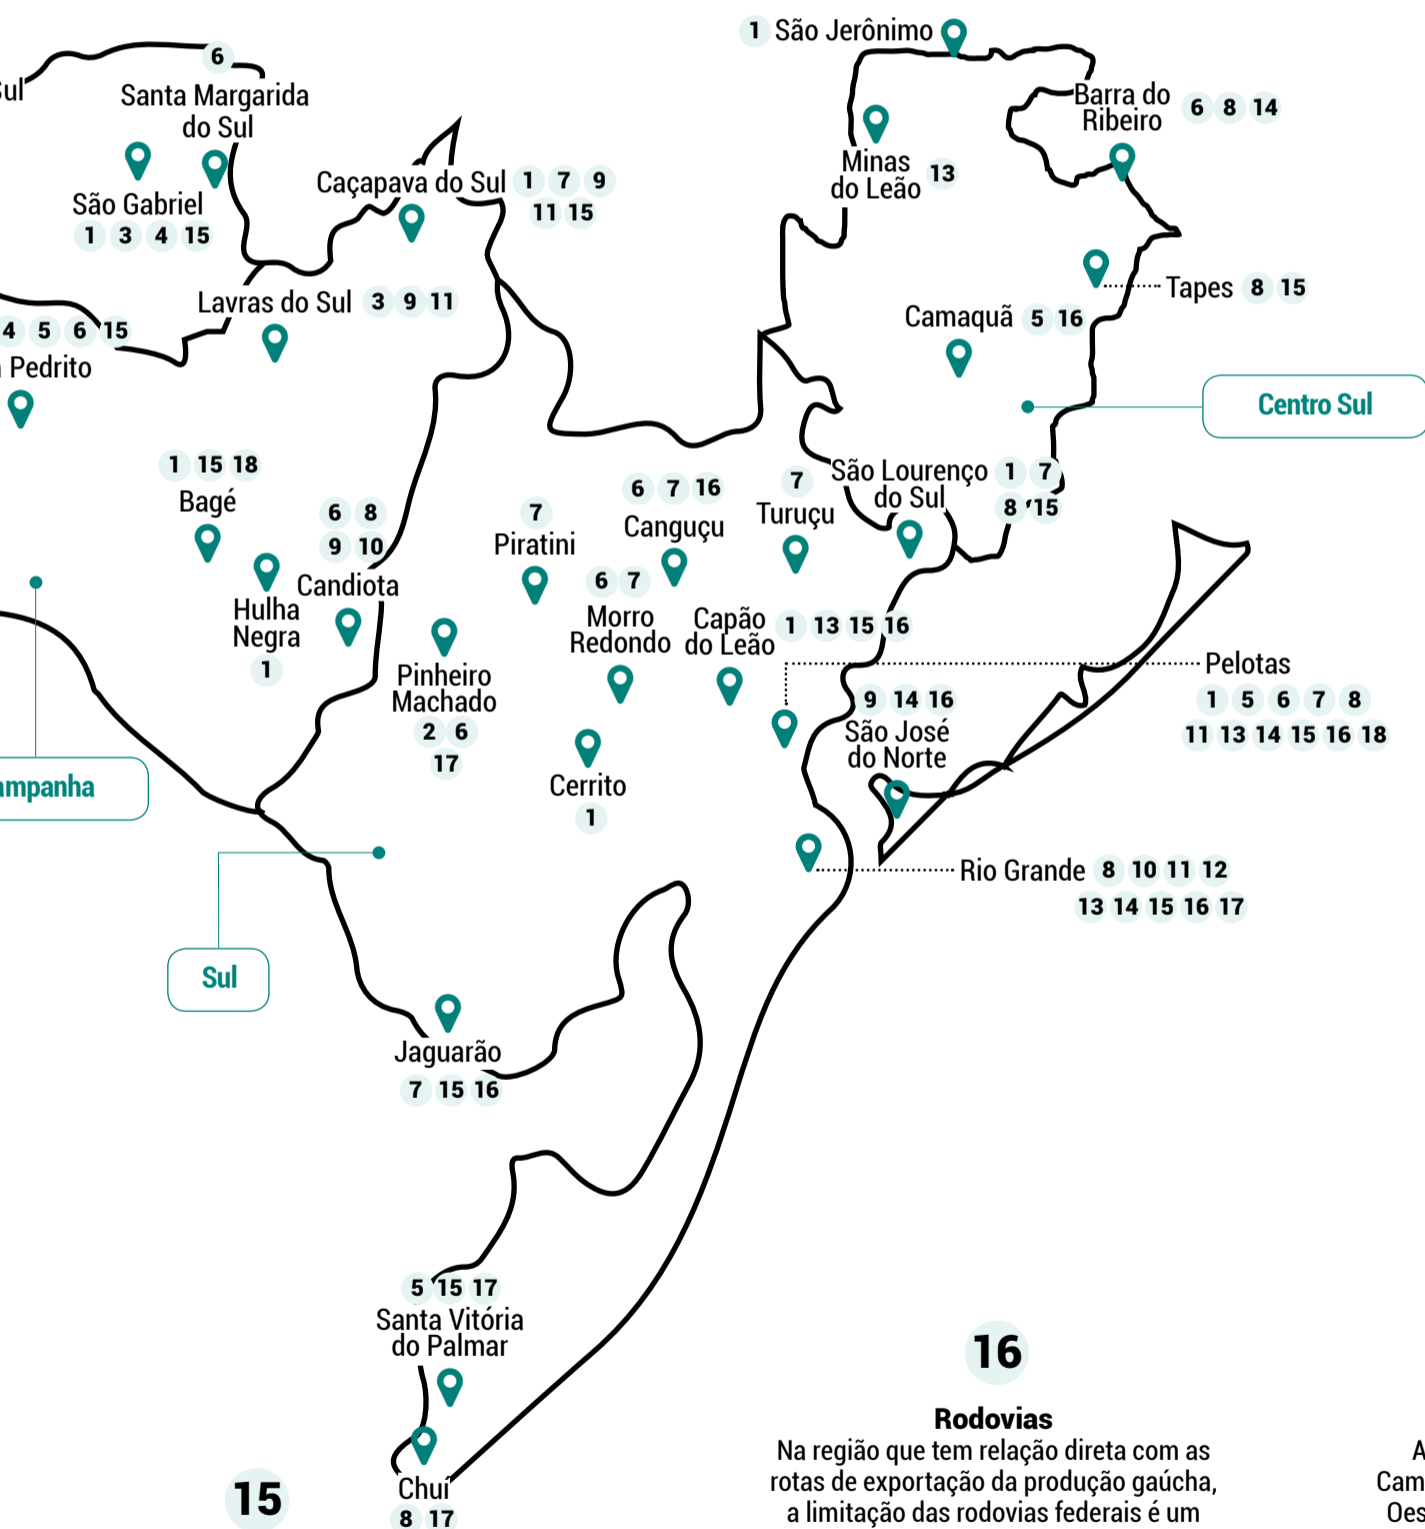 1 São Jerônimo
6
Sul
Santa Margarida
do Sul
Barra do
Ribeiro
6 8 14
Minas
do Leão
13
Caçapava do Sul 1 7 9
11 15
São Gabriel
1 3 4 15
Tapes 8 15
Lavras do Sul 3 9 11
Camaquã 5 16
4 5 6 15
Pedrito
Centro Sul
1 15 18
Bagé
São Lourenço
do Sul
1 7
8 15
7
Turuçu
6 7 16
Canguçu
7
Piratini
6 8
9 10
Candiota
Hulha
Negra
1
6 7
Morro
Redondo
Capão
do Leão
1 13 15 16
Pinheiro
Machado
2 6
17
Pelotas
1 5 6 7 8
11 13 14 15 16 18
9 14 16
São José
do Norte
Cerrito
1
ampanha
Rio Grande 8 10 11 12
13 14 15 16 17
Sul
Jaguarão
7 15 16
5 15 17
Santa Vitória
do Palmar
Chuí
8 17
15
16
Rodovias
Na região que tem relação direta com as
rotas de exportação da produção gaúcha,
a limitação das rodovias federais é um
A
Cam
Oes